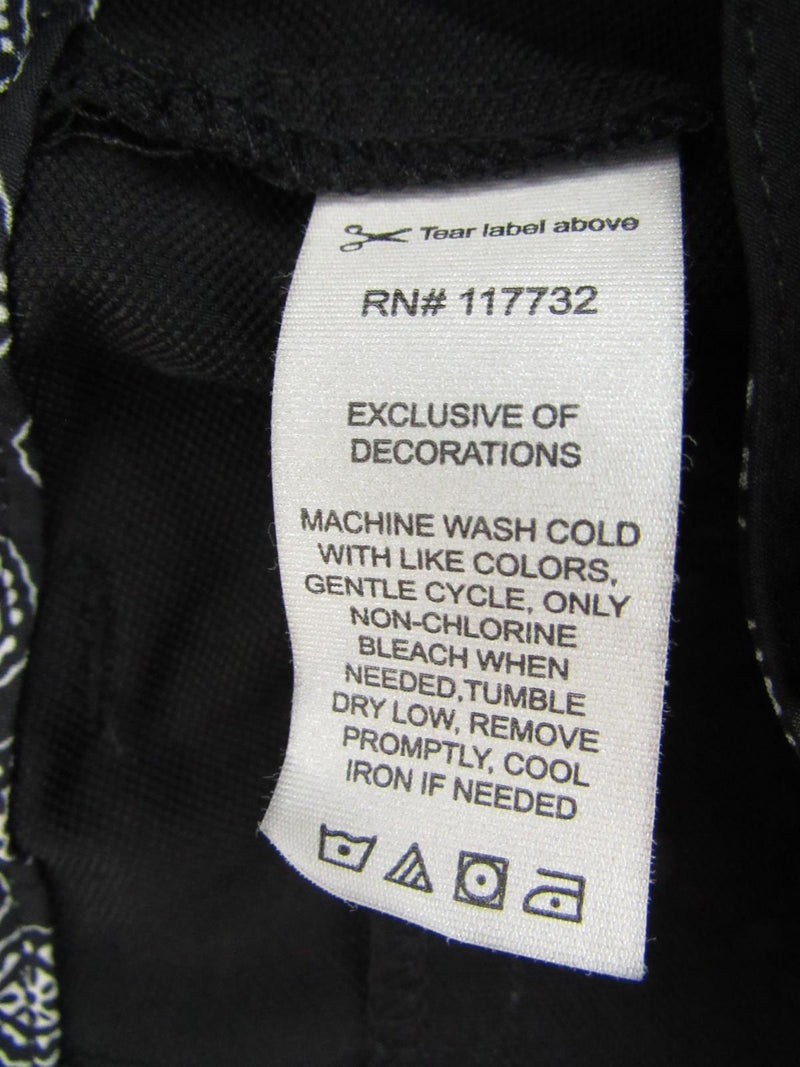 Tear label above
RN# 117732
EXCLUSIVE OF
DECORATIONS
MACHINE WASH COLD
WITH LIKE COLORS,
GENTLE CYCLE, ONLY
NON-CHLORINE
BLEACH WHEN
NEEDED,TUMBLE
DRY LOW, REMOVE
PROMPTLY, COOL
IRON IF NEEDED